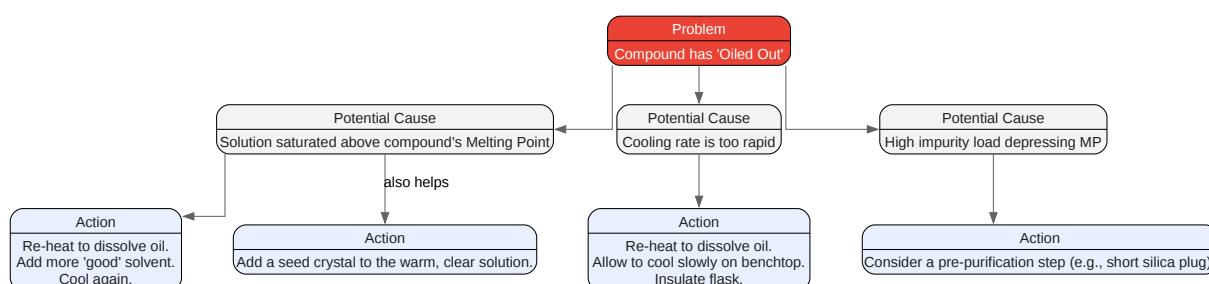 Problem
Compound has 'Oiled Out'
Potential Cause
Solution saturated above compound's Melting Point
Potential Cause
Cooling rate is too rapid
Potential Cause
High impurity load depressing MP
also helps
Action
Re-heat to dissolve oil.
Add more 'good' solvent.
Cool again.
Action
Add a seed crystal to the warm, clear solution.
Action
Re-heat to dissolve oil.
Allow to cool slowly on benchtop.
Insulate flask.
Action
Consider a pre-purification step (e.g., short silica plug)